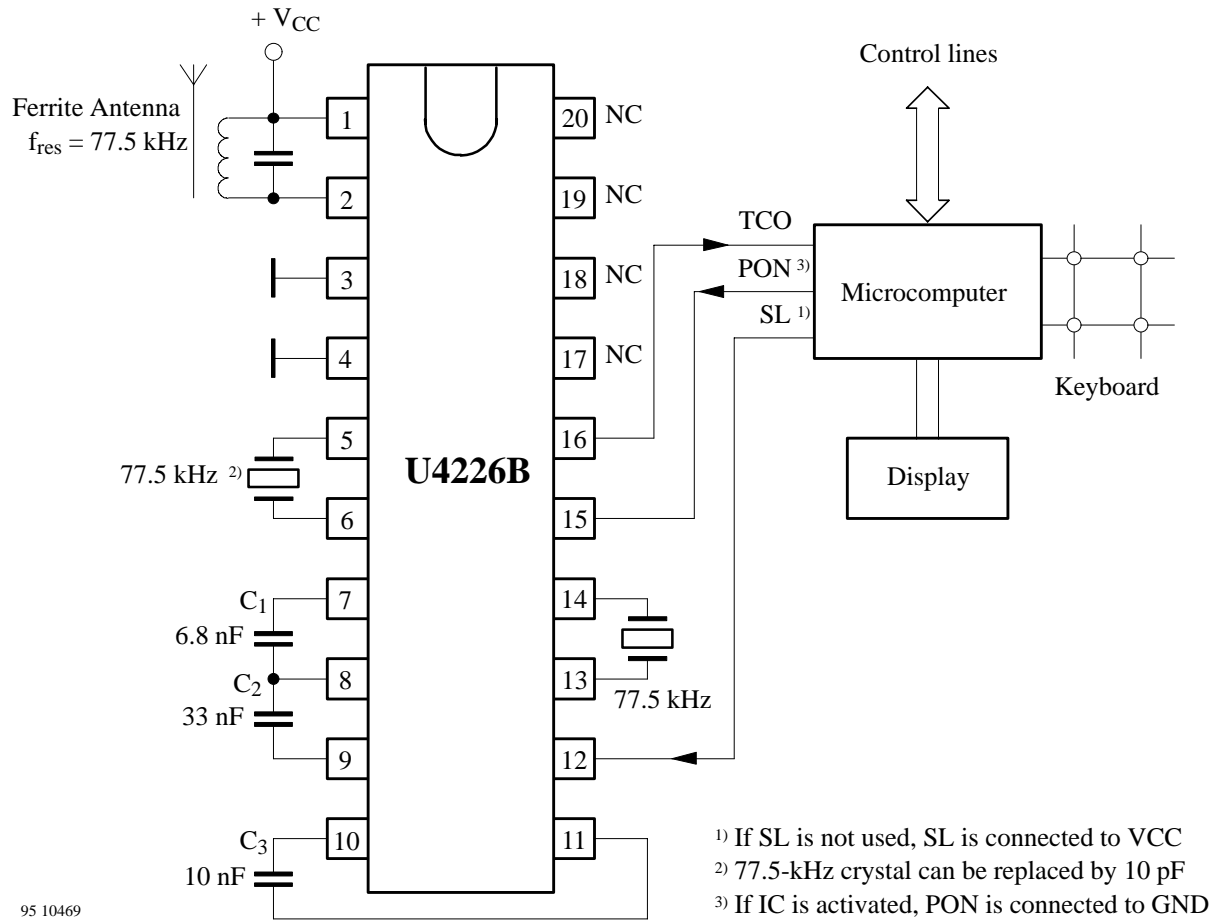 + VCC
Control lines
Ferrite Antenna
fres = 77.5 kHz
1
20 NC
2
19 NC
TCO
3
18 NC
PON 3)
Microcomputer
SL 1)
4
17 NC
Keyboard
5
16
77.5 kHz 2)
U4226B
Display
6
15
C1
7
14
6.8 nF
C2
8
13
77.5 kHz
33 nF
9
12
C3
10
11
10 nF
1) If SL is not used, SL is connected to VCC
2) 77.5-kHz crystal can be replaced by 10 pF
3) If IC is activated, PON is connected to GND
95 10469